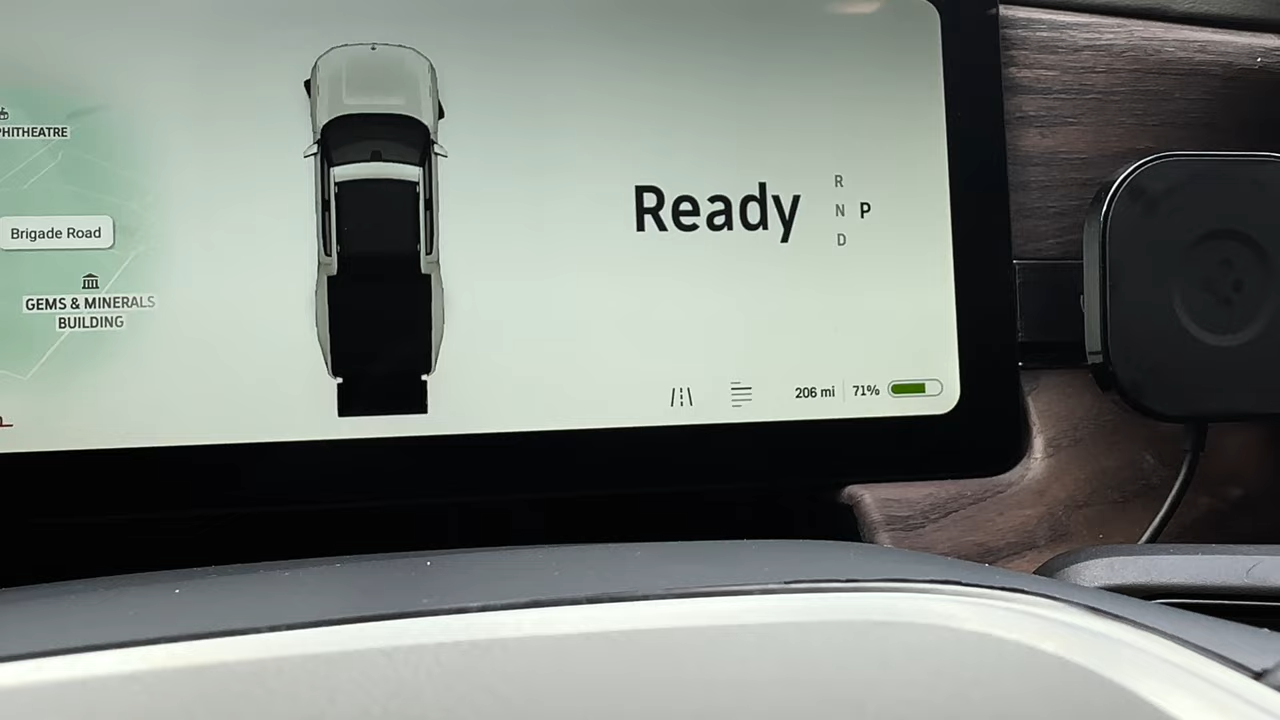 PHITHEATRE
Brigade Road
GEMS & MINERALS
BUILDING
Ready
R
N P
D
206 mi 71%